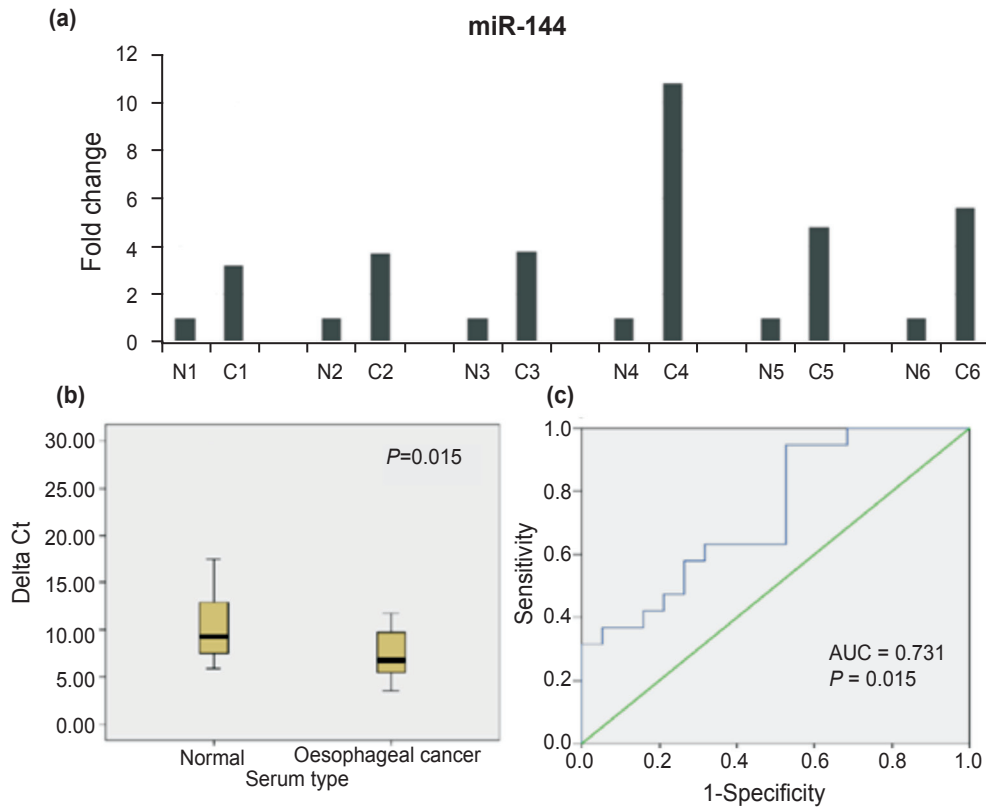 (a)
miR-144
Fold change
12
10
8
6
4
2
0
N1 C1 N2 C2 N3 C3 N4 C4 N5 C5 N6 C6
(b)
30.00
25.00
20.00
15.00
10.00
5.00
0.00
Delta Ct
P=0.015
Normal Oesophageal cancer
Serum type
(c)
1.0
0.8
0.6
0.4
0.2
0.0
Sensitivity
AUC = 0.731
P = 0.015
0.0 0.2 0.4 0.6 0.8 1.0
1-Specificity